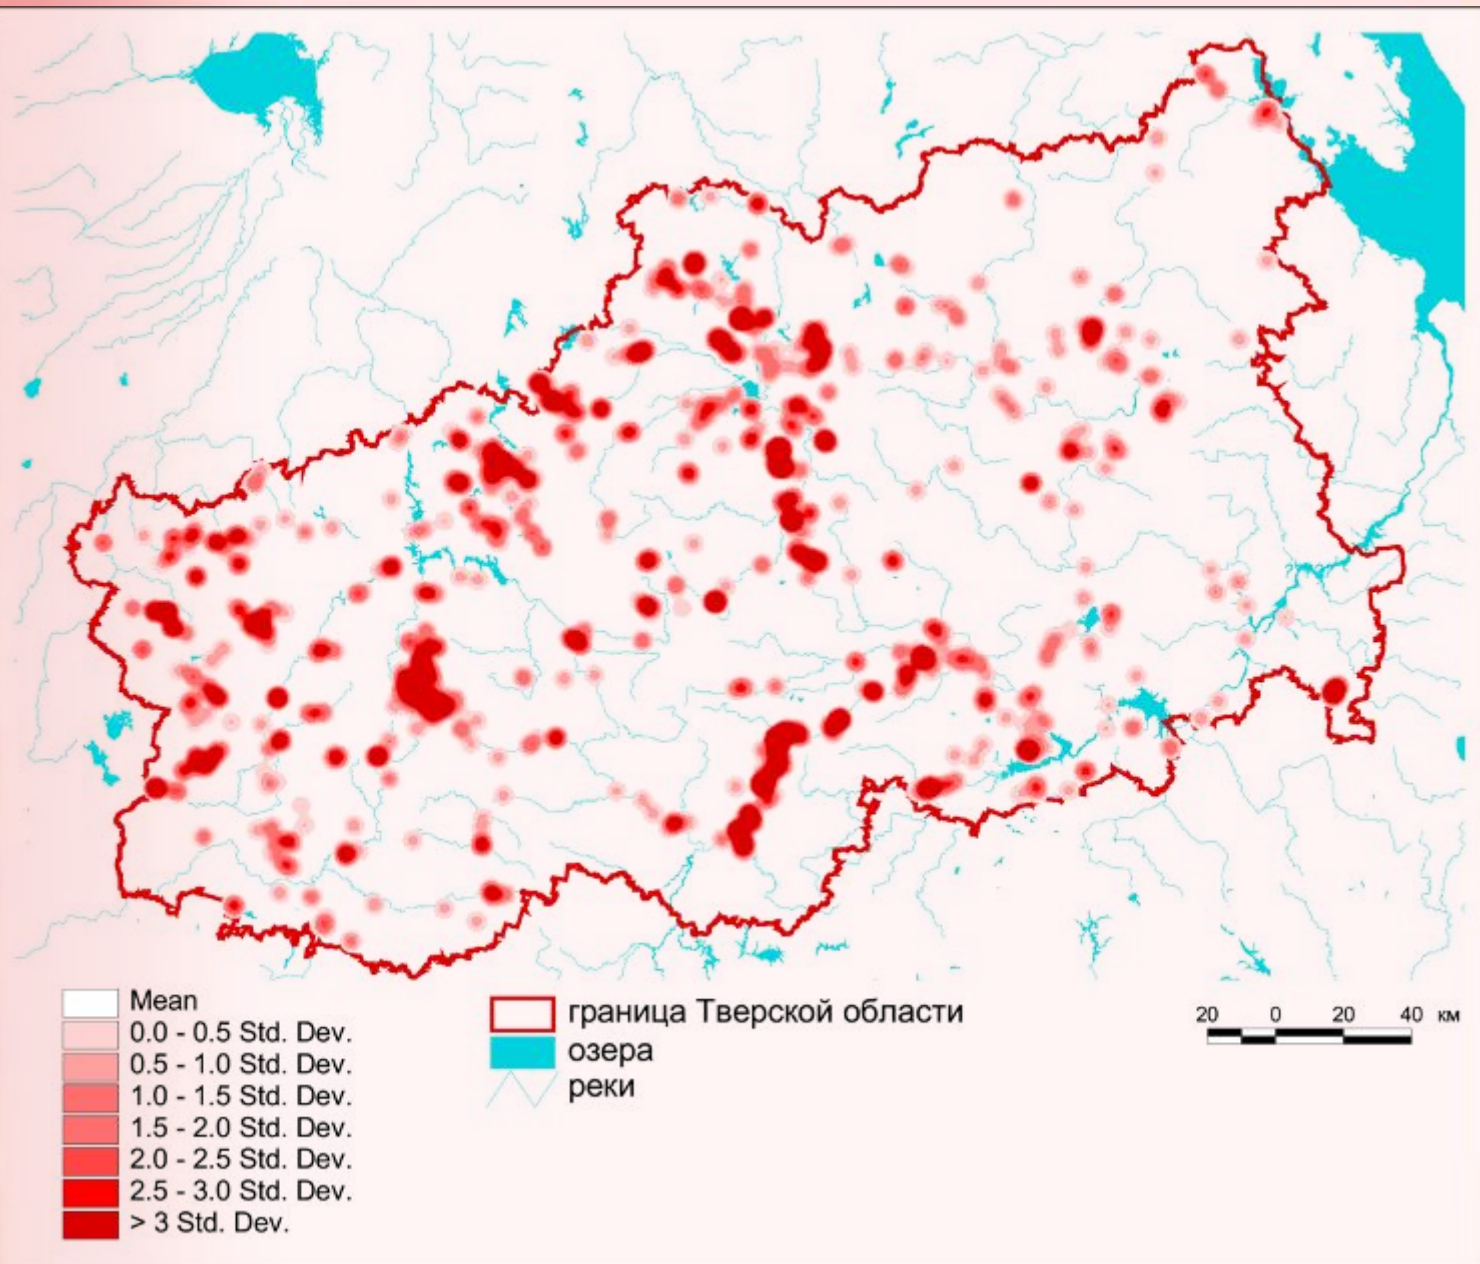 Mean
0.0 - 0.5 Std. Dev.
0.5 - 1.0 Std. Dev.
1.0 - 1.5 Std. Dev.
1.5 - 2.0 Std. Dev.
2.0 - 2.5 Std. Dev.
2.5 - 3.0 Std. Dev.
> 3 Std. Dev.
граница Тверской области
озера
реки
20 0 20 40 км